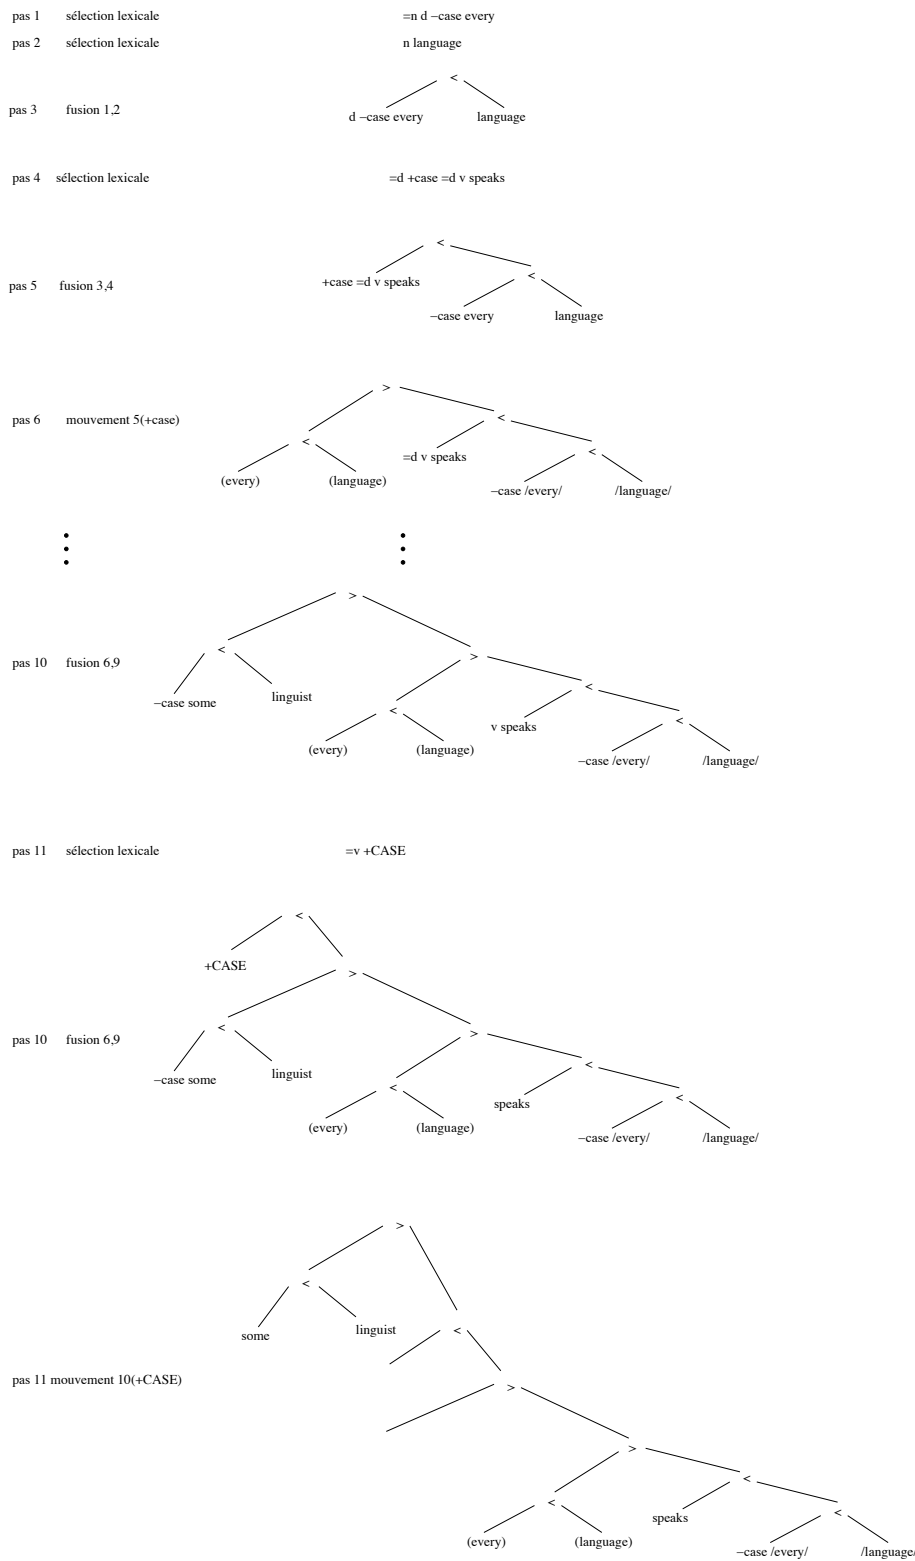 pas 1 sélection lexicale =n d −case every
pas 2 sélection lexicale n language
<
pas 3 fusion 1,2
d −case every language
pas 4 sélection lexicale =d +case =d v speaks
<
<
+case =d v speaks
pas 5 fusion 3,4
−case every language
>
<
pas 6 mouvement 5(+case)
<
=d v speaks <
(every) (language)
−case /every/ /language/
>
<
>
pas 10 fusion 6,9
<
linguist
−case some
<
<
v speaks
(every) (language)
−case /every/ /language/
pas 11 sélection lexicale =v +CASE
<
+CASE
>
<
>
pas 10 fusion 6,9
<
linguist
−case some
<
<
speaks
(every) (language)
−case /every/ /language/
>
<
linguist <
some
pas 11 mouvement 10(+CASE)
>
>
<
<
<
speaks
(every) (language)
−case /every/ /language/